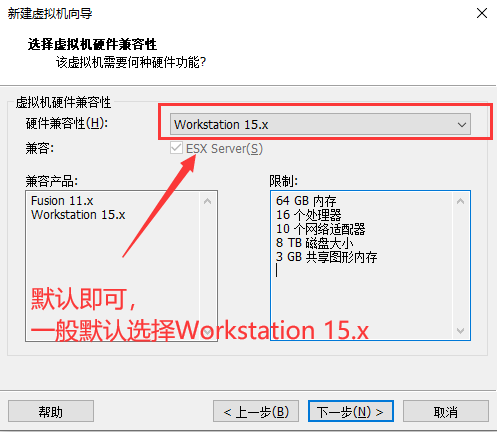 新建虚拟机向导
选择虚拟机硬件兼容性
该虚拟机需要何种硬件功能?
虚拟机硬件兼容性
硬件兼容性(H):
Workstation 15.x
兼容:
ESX Server(S)
兼容产品:
Fusion 11.x
Workstation 15.x
限制:
64 GB 内存
16 个处理器
10 个网络适配器
8 TB 磁盘大小
3 GB 共享图形内存
默认即可,
一般默认选择Workstation 15.x
帮助
< 上一步(B)
下一步(N) >
取消